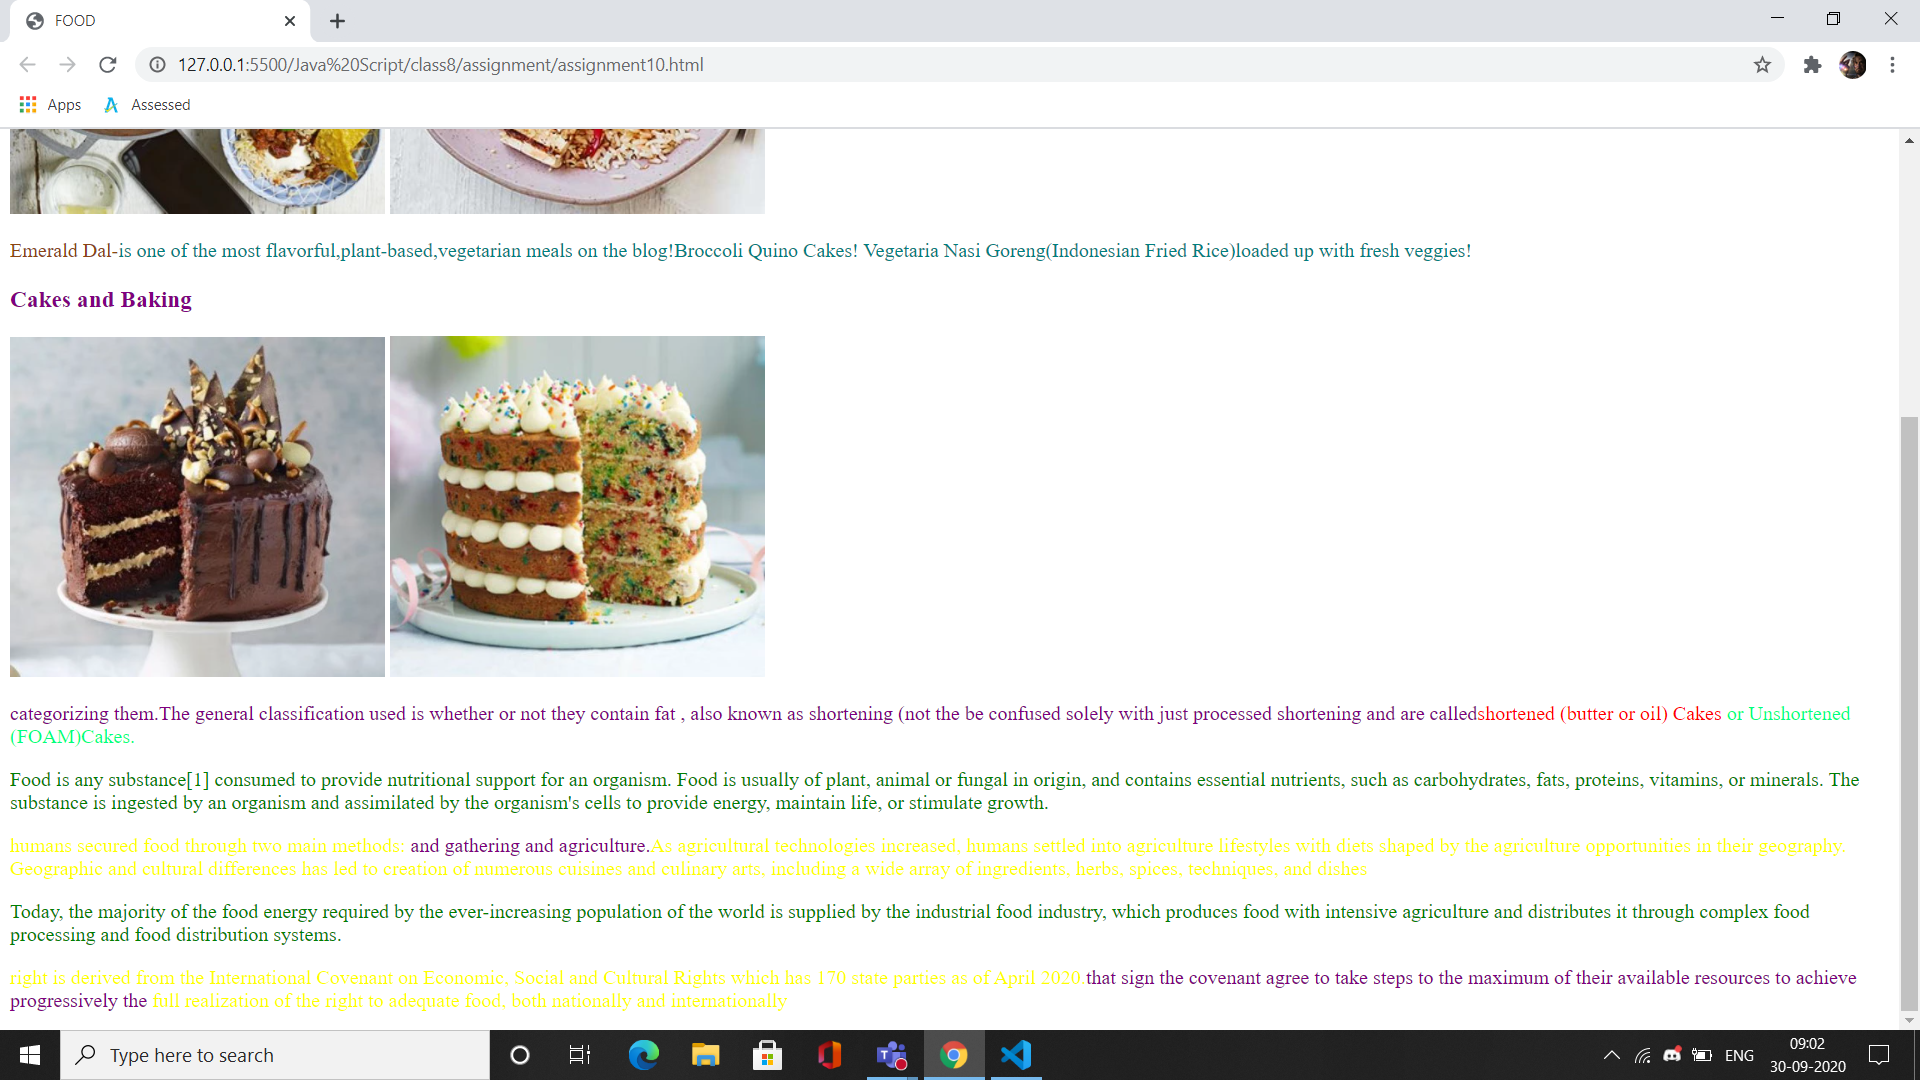 FOOD
127.0.0.1:5500/Java%20Script/class8/assignment/assignment10.html
Apps
Assessed
Emerald Dal-is one of the most flavorful,plant-based,vegetarian meals on the blog!Broccoli Quino Cakes! Vegetaria Nasi Goreng(Indonesian Fried Rice)loaded up with fresh veggies!
Cakes and Baking
categorizing them.The general classification used is whether or not they contain fat , also known as shortening (not the be confused solely with just processed shortening and are calledshortened (butter or oil) Cakes or Unshortened
(FOAM)Cakes.
Food is any substance[1] consumed to provide nutritional support for an organism. Food is usually of plant, animal or fungal in origin, and contains essential nutrients, such as carbohydrates, fats, proteins, vitamins, or minerals. The
substance is ingested by an organism and assimilated by the organism's cells to provide energy, maintain life, or stimulate growth.
humans secured food through two main methods: and gathering and agriculture.As agricultural technologies increased, humans settled into agriculture lifestyles with diets shaped by the agriculture opportunities in their geography.
Geographic and cultural differences has led to creation of numerous cuisines and culinary arts, including a wide array of ingredients, herbs, spices, techniques, and dishes
Today, the majority of the food energy required by the ever-increasing population of the world is supplied by the industrial food industry, which produces food with intensive agriculture and distributes it through complex food
processing and food distribution systems.
right is derived from the International Covenant on Economic, Social and Cultural Rights which has 170 state parties as of April 2020.that sign the covenant agree to take steps to the maximum of their available resources to achieve
progressively the full realization of the right to adequate food, both nationally and internationally
Type here to search
ENG
09:02
30-09-2020